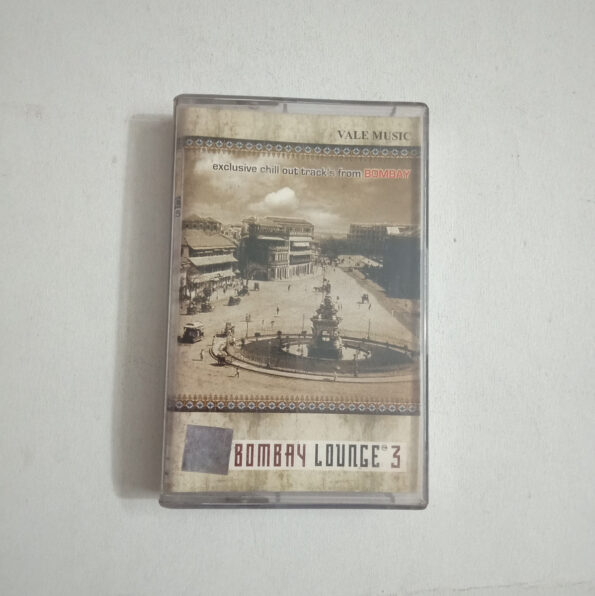 VALE MUSIC
exclusive chill out track's from BOMBAY
BOMBAY LOUNGE® 3